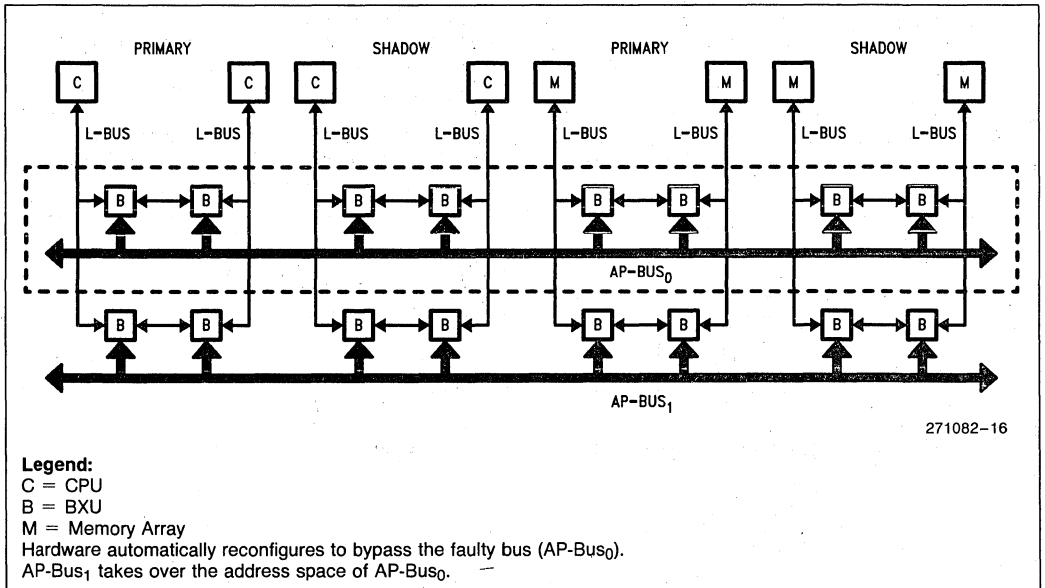 PRIMARY SHADOW PRIMARY SHADOW
C C C C M M M M
L-BUS L-BUS L-BUS L-BUS L-BUS L-BUS L-BUS L-BUS
B B B B B B B B
AP-BUS₀
B B B B B B B B
AP-BUS₁
271082-16
Legend:
C = CPU
B = BXU
M = Memory Array
Hardware automatically reconfigures to bypass the faulty bus (AP-Bus₀).
AP-Bus₁ takes over the address space of AP-Bus₀.